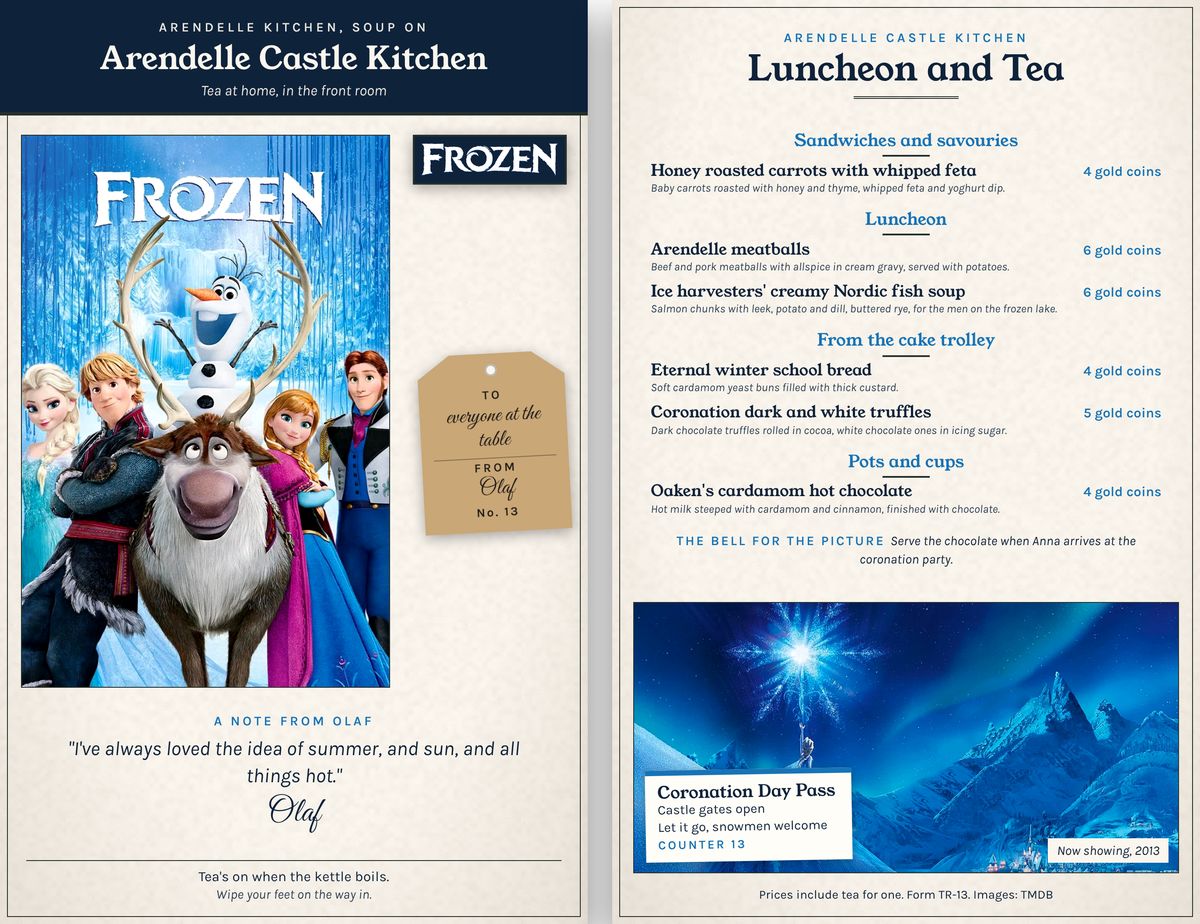 ARENDELLE KITCHEN, SOUP ON
Arendelle Castle Kitchen
Tea at home, in the front room
FROZEN
FROZEN
TO
everyone at the
table
FROM
Olaf
No. 13
A NOTE FROM OLAF
"I've always loved the idea of summer, and sun, and all
things hot."
Olaf
Tea's on when the kettle boils.
Wipe your feet on the way in.
ARENDELLE CASTLE KITCHEN
Luncheon and Tea
Sandwiches and savouries
Honey roasted carrots with whipped feta 4 gold coins
Baby carrots roasted with honey and thyme, whipped feta and yoghurt dip.
Luncheon
Arendelle meatballs 6 gold coins
Beef and pork meatballs with allspice in cream gravy, served with potatoes.
Ice harvesters' creamy Nordic fish soup 6 gold coins
Salmon chunks with leek, potato and dill, buttered rye, for the men on the frozen lake.
From the cake trolley
Eternal winter school bread 4 gold coins
Soft cardamom yeast buns filled with thick custard.
Coronation dark and white truffles 5 gold coins
Dark chocolate truffles rolled in cocoa, white chocolate ones in icing sugar.
Pots and cups
Oaken's cardamom hot chocolate 4 gold coins
Hot milk steeped with cardamom and cinnamon, finished with chocolate.
THE BELL FOR THE PICTURE Serve the chocolate when Anna arrives at the
coronation party.
Coronation Day Pass
Castle gates open
Let it go, snowmen welcome
COUNTER 13
Now showing, 2013
Prices include tea for one. Form TR-13. Images: TMDB